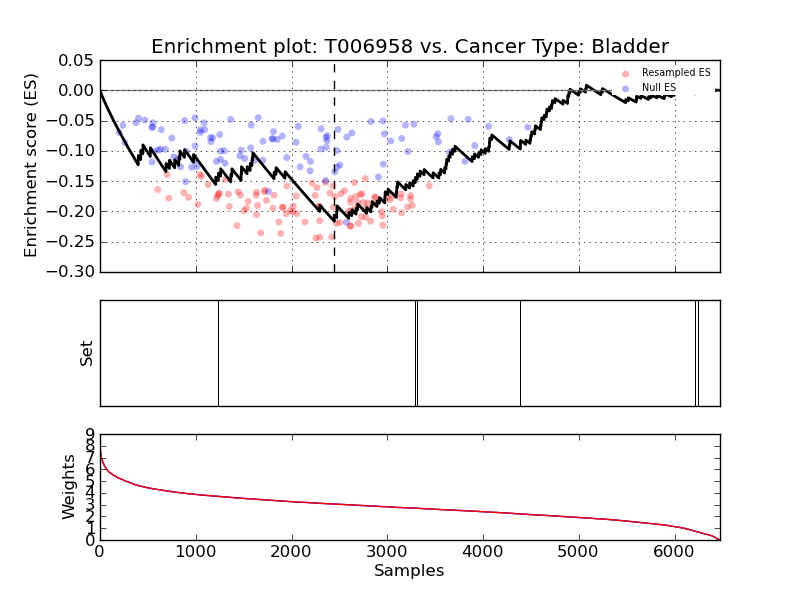 Enrichment plot: T006958 vs. Cancer Type: Bladder
Enrichment score (ES)
0.05
0.00
−0.05
−0.10
−0.15
−0.20
−0.25
−0.30
Resampled ES
Null ES
Set
Weights
9
8
7
6
5
4
3
2
1
0
0 1000 2000 3000 4000 5000 6000
Samples